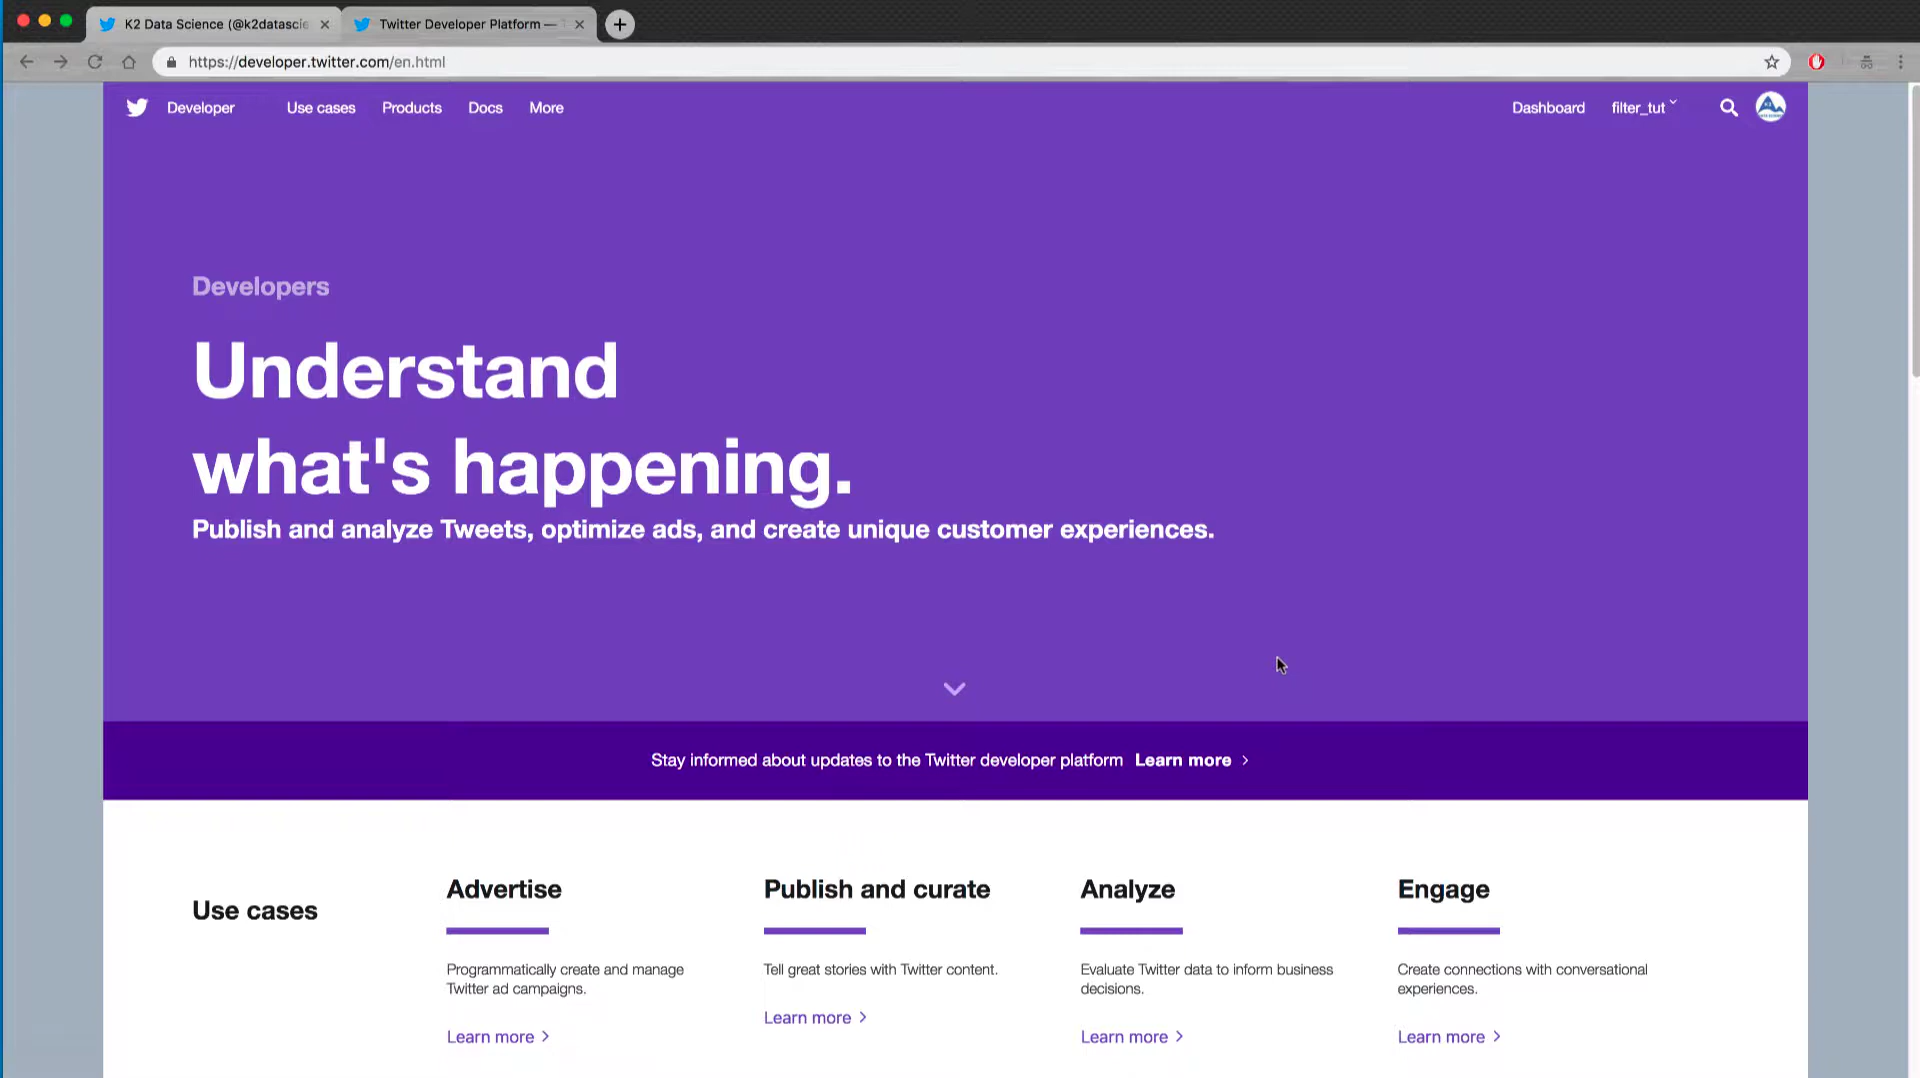 K2 Data Science (@k2datascie
Twitter Developer Platform —
https://developer.twitter.com/en.html
Developer
Use cases
Products
Docs
More
Dashboard
filter_tut
Developers
Understand
what's happening.
Publish and analyze Tweets, optimize ads, and create unique customer experiences.
Stay informed about updates to the Twitter developer platform Learn more
Use cases
Advertise
Programmatically create and manage
Twitter ad campaigns.
Learn more
Publish and curate
Tell great stories with Twitter content.
Learn more
Analyze
Evaluate Twitter data to inform business
decisions.
Learn more
Engage
Create connections with conversational
experiences.
Learn more